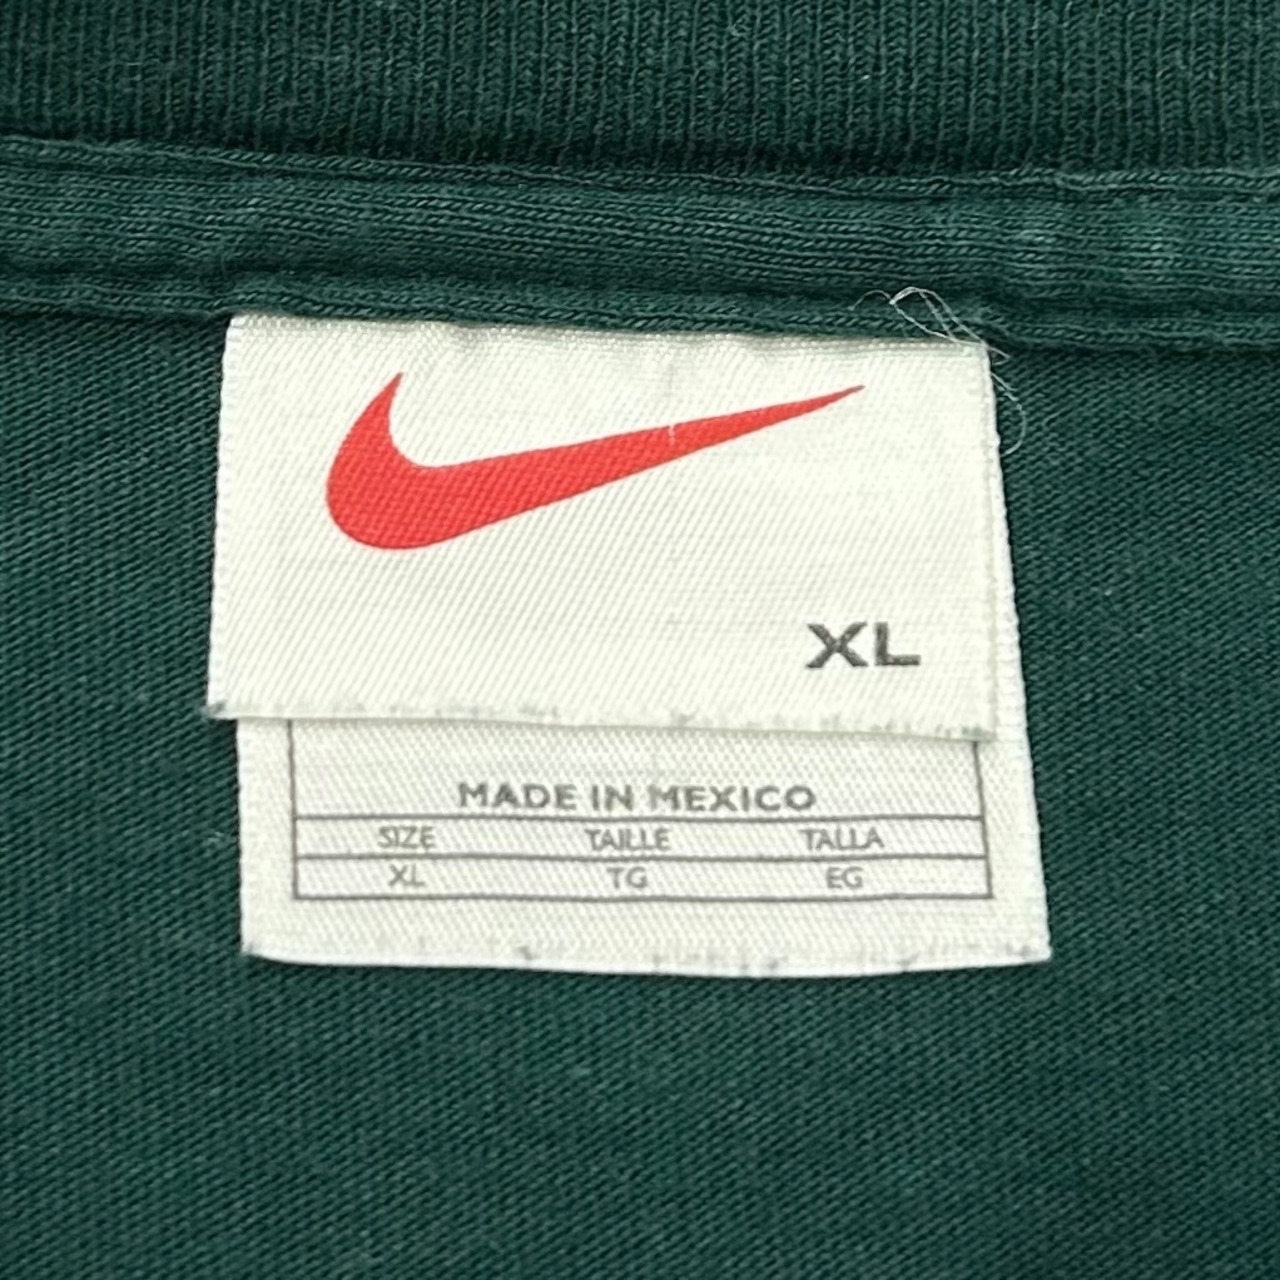 XL
MADE IN MEXICO
SIZE TAILLE TALLA
XL TG EG